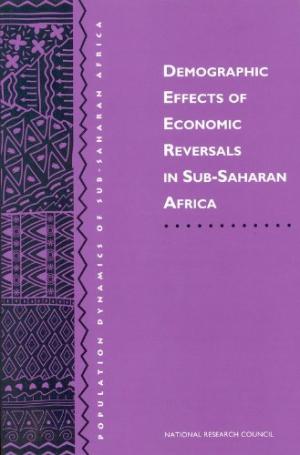 DEMOGRAPHIC
EFFECTS OF
ECONOMIC
REVERSALS
IN SUB-SAHARAN
AFRICA
POPULATION DYNAMICS OF SUB-SAHARAN AFRICA
NATIONAL RESEARCH COUNCIL